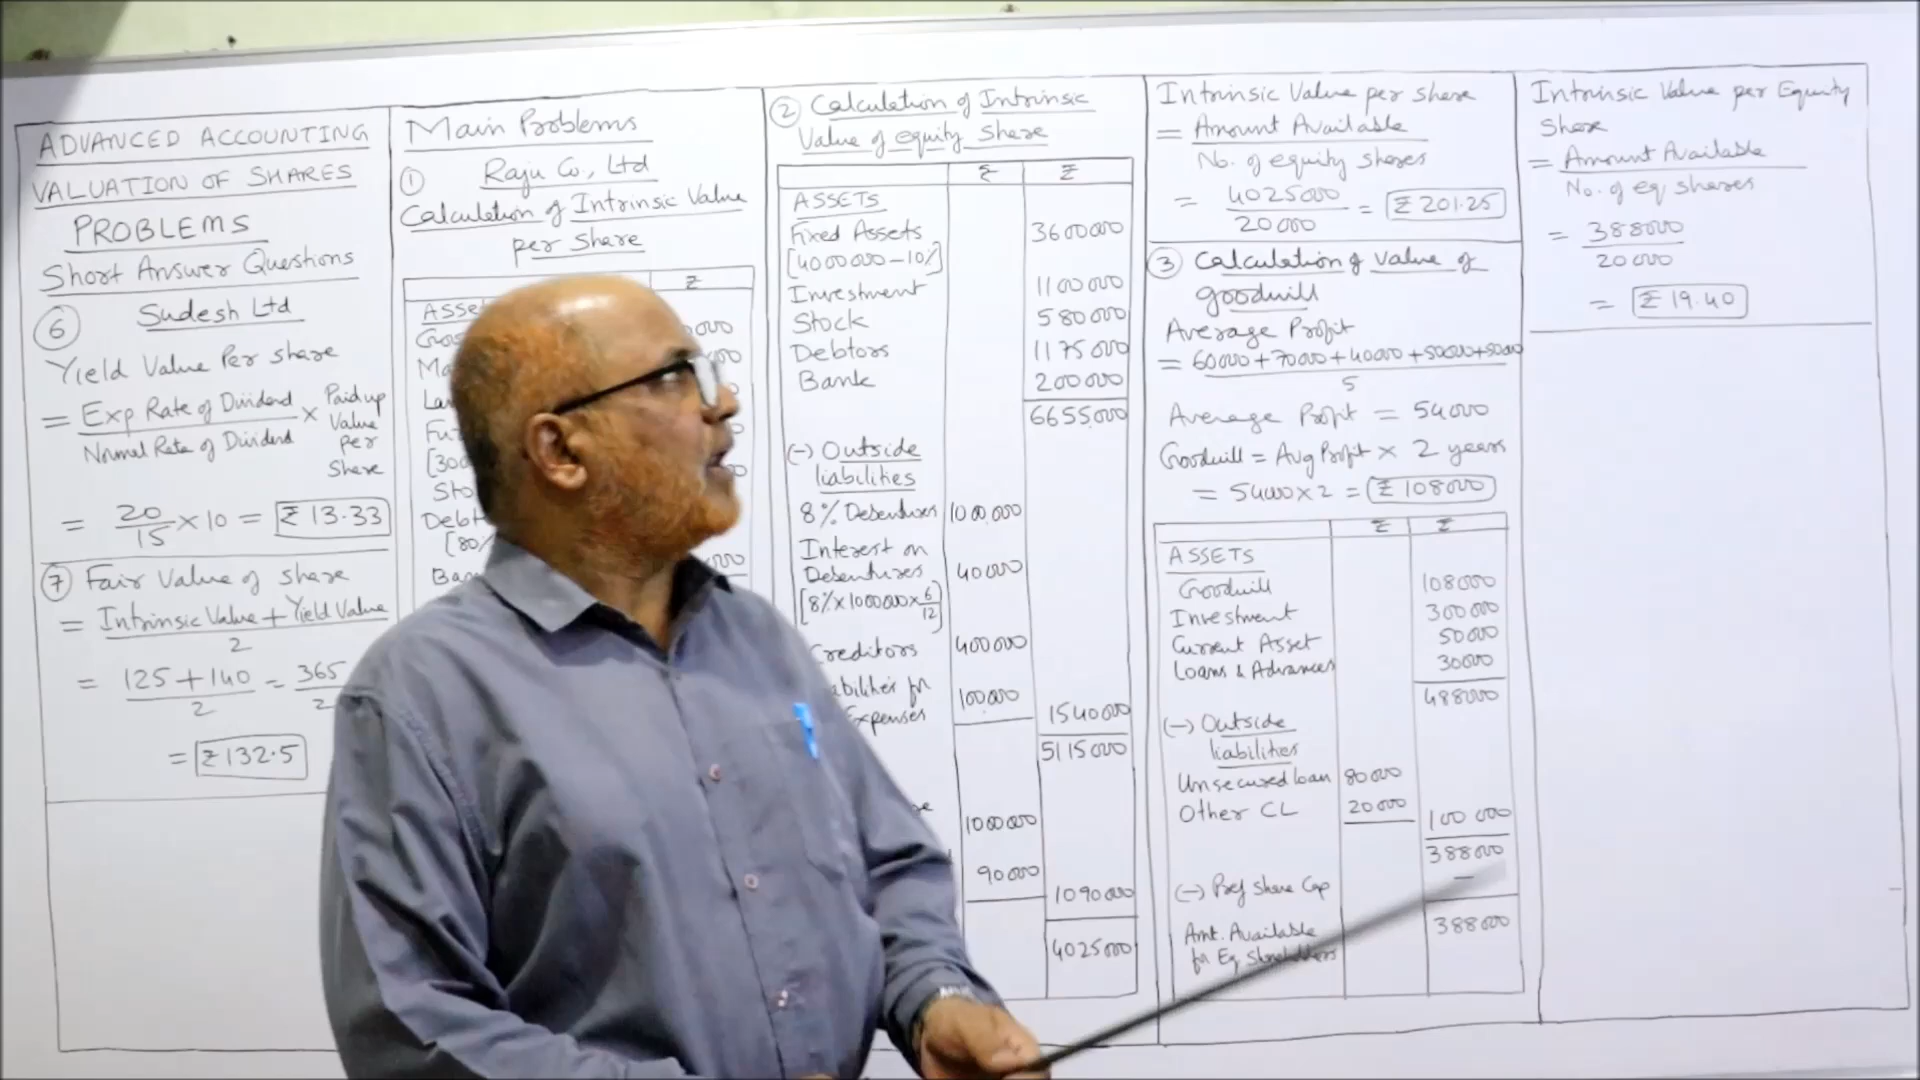 ADVANCED ACCOUNTING
VALUATION OF SHARES
PROBLEMS
Short Answer Questions
6 Sudesh Ltd
Yield Value Per share
= Exp Rate of Dividend / Normal Rate of Dividend × Paid up Value per Share
= 20/15 × 10 = ₹ 13.33
7 Fair Value of share
= Intrinsic Value + Yield Value / 2
= 125 + 140 / 2 = 365 / 2
= ₹ 132.5
Main Problems
1 Raju Co., Ltd
Calculation of Intrinsic Value
per share
₹
Bank
2 Calculation of Intrinsic
Value of equity share
₹ ₹
ASSETS
Fixed Assets 3600000
[4000000 – 10%]
Investment 1100000
Stock 580000
Debtors 1175000
Bank 200000
6655000
(-) Outside
liabilities
8% Debentures 1000000
Interest on
Debentures 40000
[8% × 1000000 × 6/12]
Creditors 400000
Expenses 100000 1540000
5115000
1000000
90000 1090000
4025000
Intrinsic Value per share
= Amount Available
No. of equity shares
= 4025000 / 20000 = ₹ 201.25
3 Calculation of value of
goodwill
Average Profit
= 60000 + 70000 + 40000 + 50000 + 50000
5
Average Profit = 54000
Goodwill = Avg Profit × 2 years
= 54000 × 2 = ₹ 108000
₹ ₹
ASSETS
Goodwill 108000
Investment 300000
Current Asset 50000
Loans & Advances 30000
488000
(-) Outside
liabilities
Unsecured loan 80000
Other CL 20000 100 000
388000
(-) Pref Share Cap –
Amt. Available 388000
for Eq Shareholders
Intrinsic Value per Equity
Share
= Amount Available
No. of eq shares
= 388000
20000
= ₹ 19.40